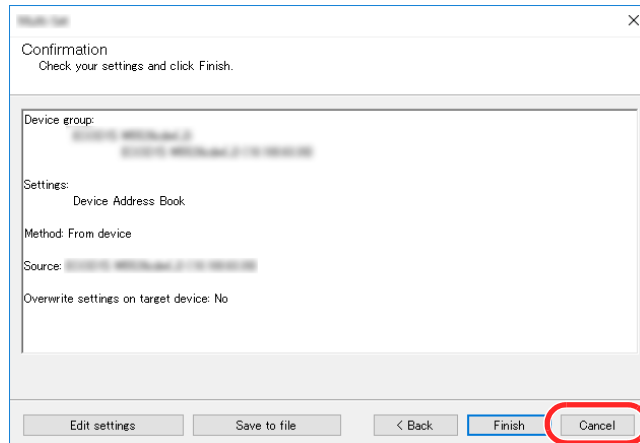 Confirmation
Check your settings and click Finish.
Device group:
Settings:
Device Address Book
Method: From device
Source:
Overwrite settings on target device: No
Edit settings
Save to file
< Back
Finish
Cancel